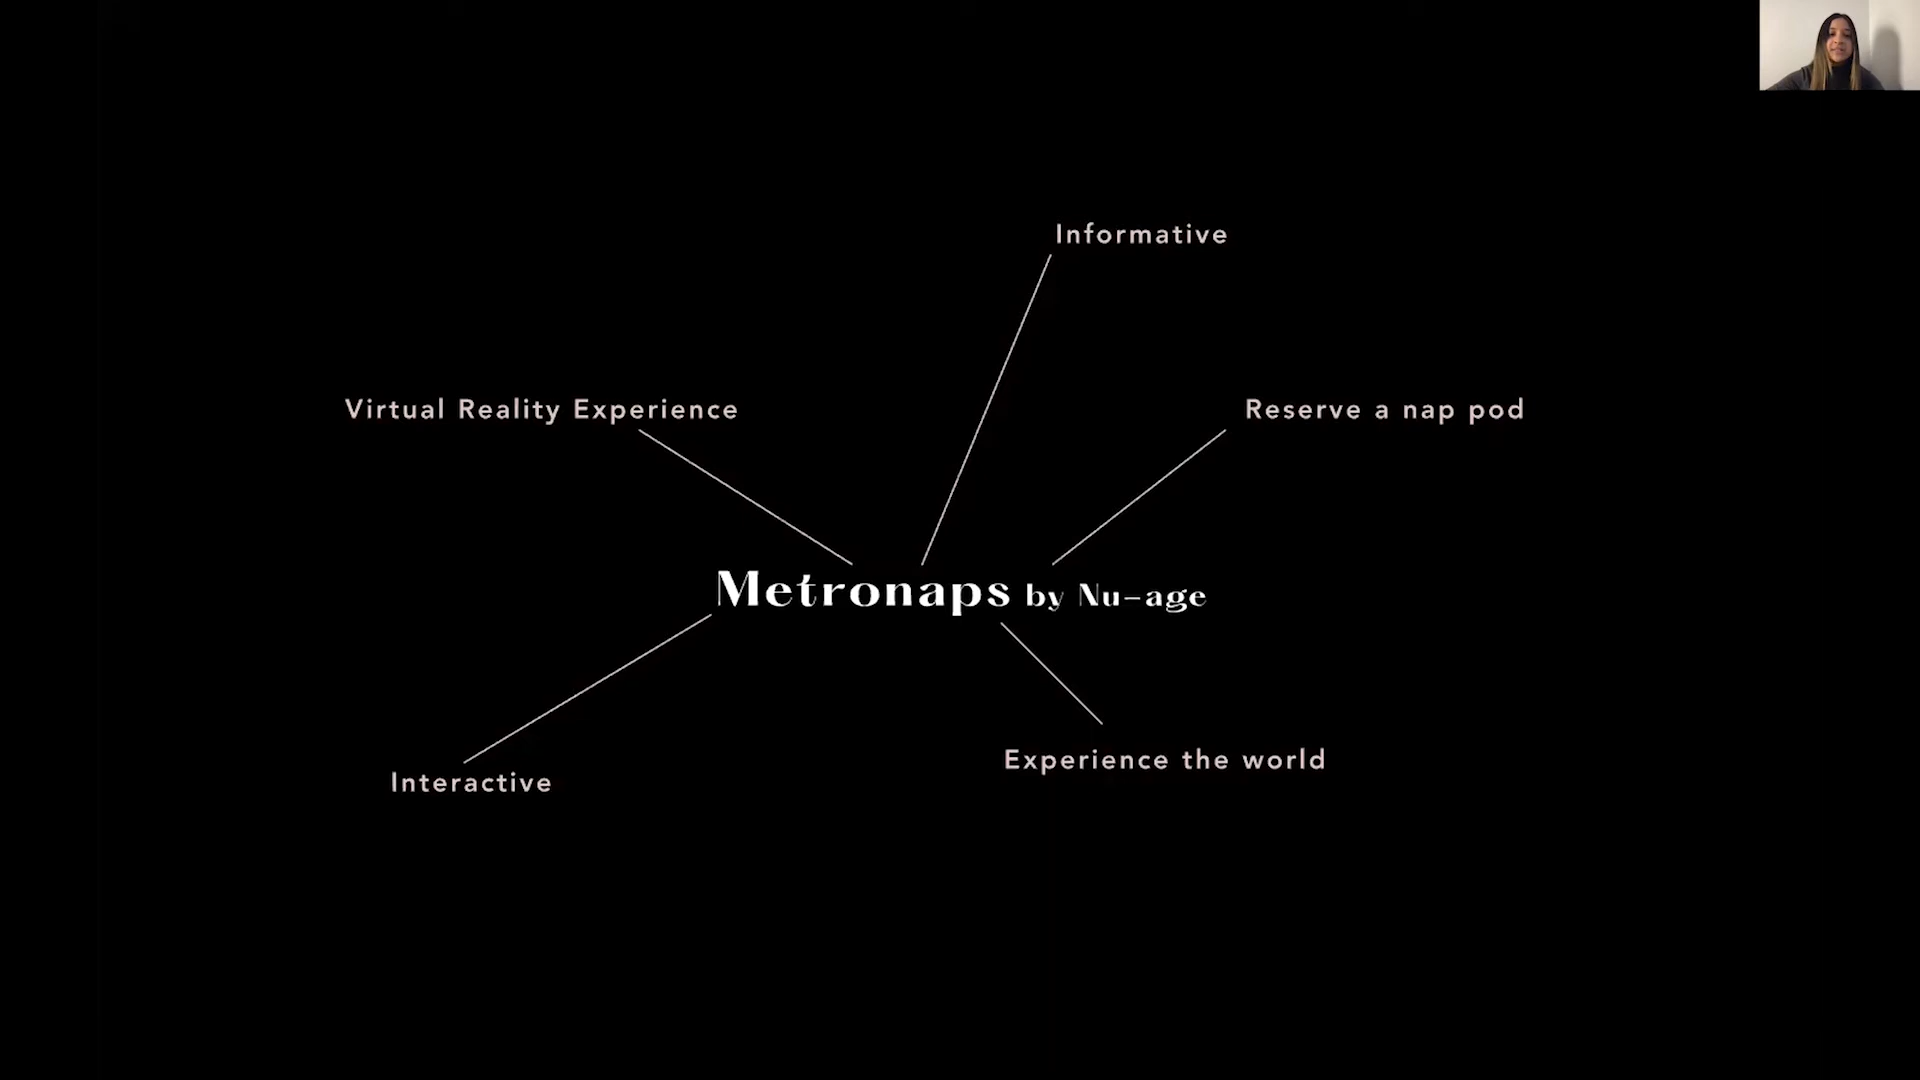 Informative
Virtual Reality Experience
Reserve a nap pod
Metronaps by Nu-age
Experience the world
Interactive